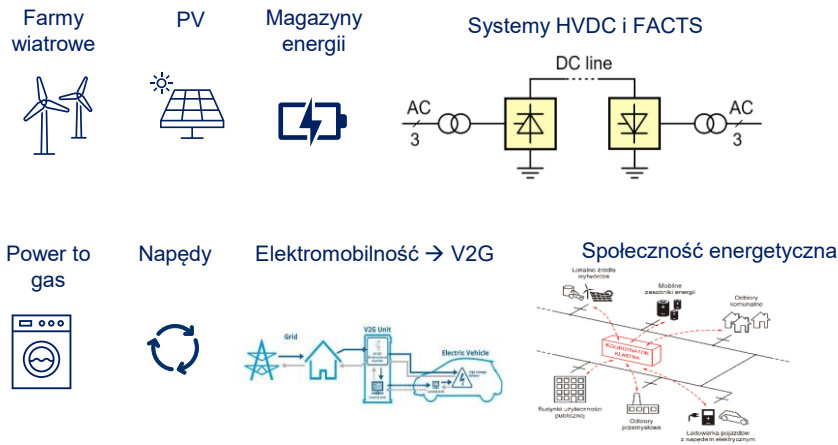 Farmy
wiatrowe
PV
Magazyny
energii
Systemy HVDC i FACTS
DC line
AC
3
AC
3
Power to
gas
Napędy
Elektromobilność → V2G
Społeczność energetyczna
Grid
V2G Unit
Electric Vehicle
Lokalne źródła
wytwórcze
Mobilne
zasobniki energii
Odbiory
komunalne
KOORDYNATOR
KLASTRA
Budynki użyteczności
publicznej
Odbiory
przemysłowe
Ładowarka pojazdów
z napędem elektrycznym